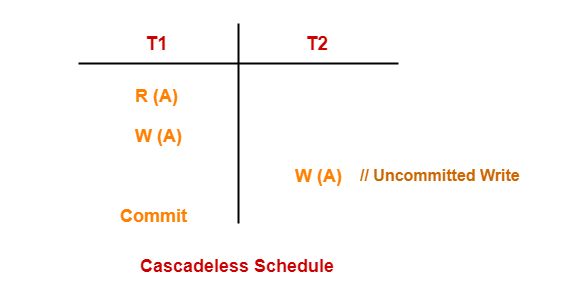 T1 T2
R (A)
W (A)
W (A) // Uncommitted Write
Commit
Cascadeless Schedule